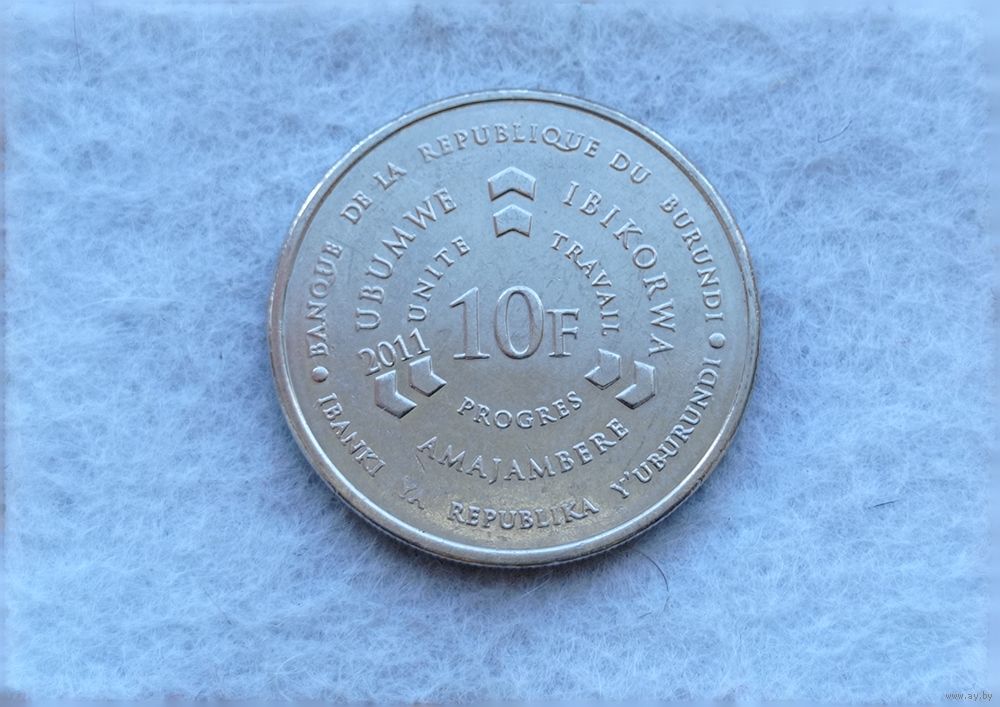 BANQUE DE LA REPUBLIQUE DU BURUNDI
UBUMWE
IBIKORWA
UNITE
TRAVAIL
2011
10F
PROGRES
AMAJAMBERE
IBANKI YA REPUBLIKA Y'UBURUNDI
www.ay.by